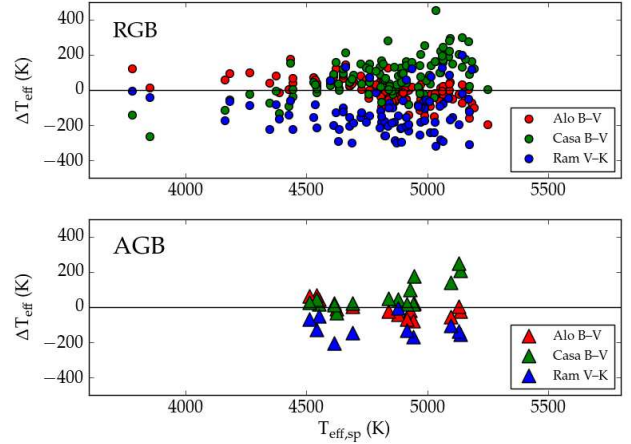 RGB
ΔT_eff (K)
400
200
0
−200
−400
Alo B–V
Casa B–V
Ram V–K
4000
4500
5000
5500
AGB
ΔT_eff (K)
400
200
0
−200
−400
Alo B–V
Casa B–V
Ram V–K
4000
4500
5000
5500
T_eff,sp (K)